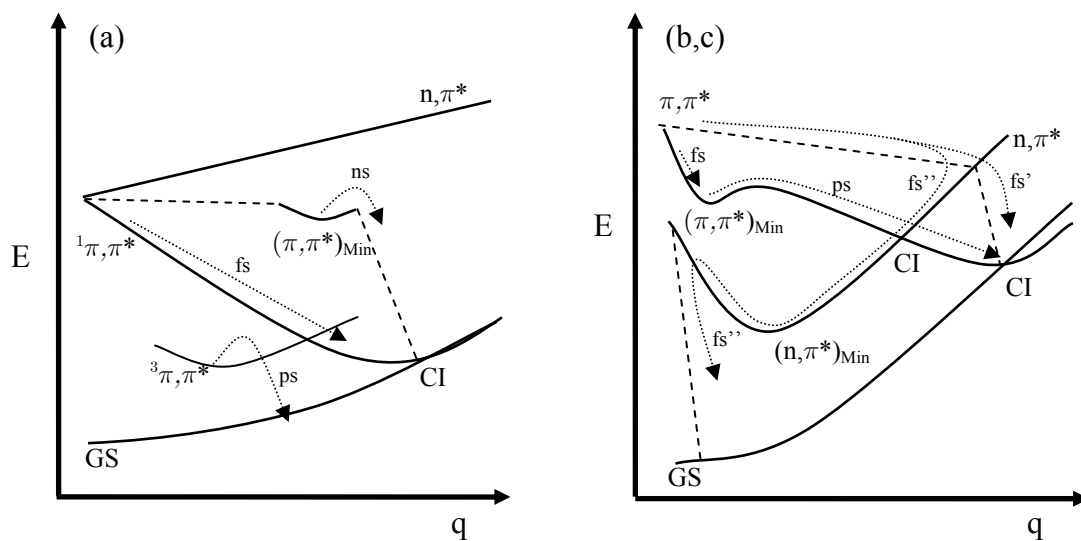 (a)
n,π*
ns
(π,π*)Min
¹π,π*
fs
E
³π,π*
ps
CI
GS
q
(b,c)
π,π*
n,π*
fs
ps
fs’’
fs’
(π,π*)Min
E
CI
CI
fs’’
(n,π*)Min
GS
q